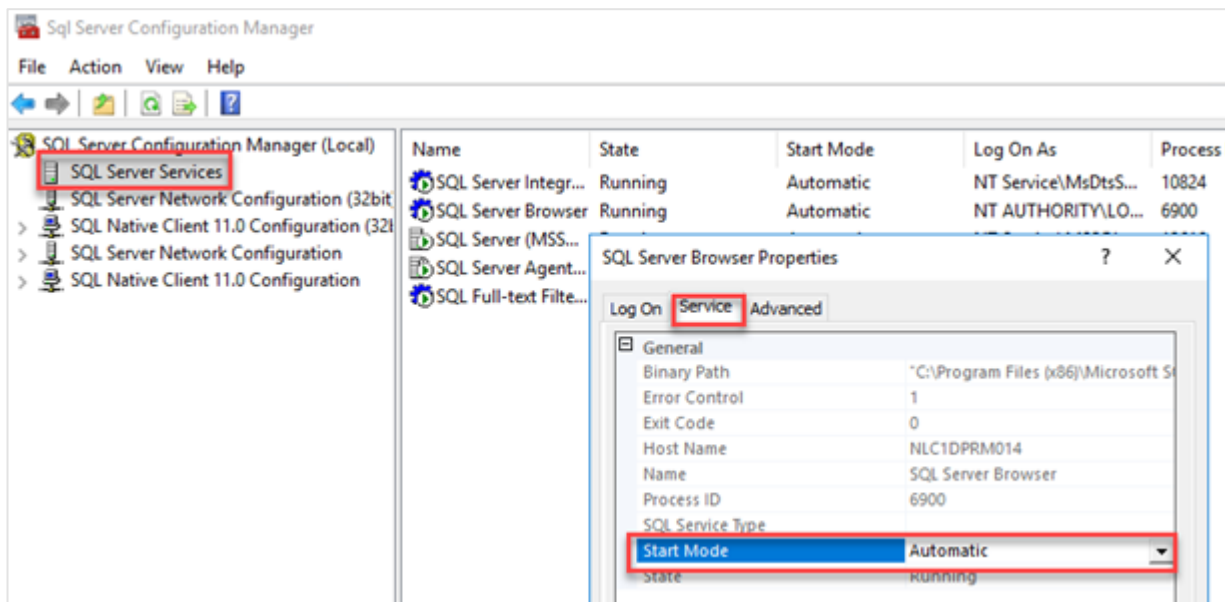 Sql Server Configuration Manager
File Action View Help
SQL Server Configuration Manager (Local)
SQL Server Services
SQL Server Network Configuration (32bit
SQL Native Client 11.0 Configuration (32b
SQL Server Network Configuration
SQL Native Client 11.0 Configuration
Name State Start Mode Log On As Process
SQL Server Integr... Running Automatic NT Service\MsDtsS... 10824
SQL Server Browser Running Automatic NT AUTHORITY\LO... 6900
SQL Server (MSS...
SQL Server Agent...
SQL Full-text Filte...
SQL Server Browser Properties
Log On Service Advanced
General
Binary Path "C:\Program Files (x86)\Microsoft S
Error Control 1
Exit Code 0
Host Name NLC1DPRM014
Name SQL Server Browser
Process ID 6900
SQL Service Type
Start Mode Automatic
State Running